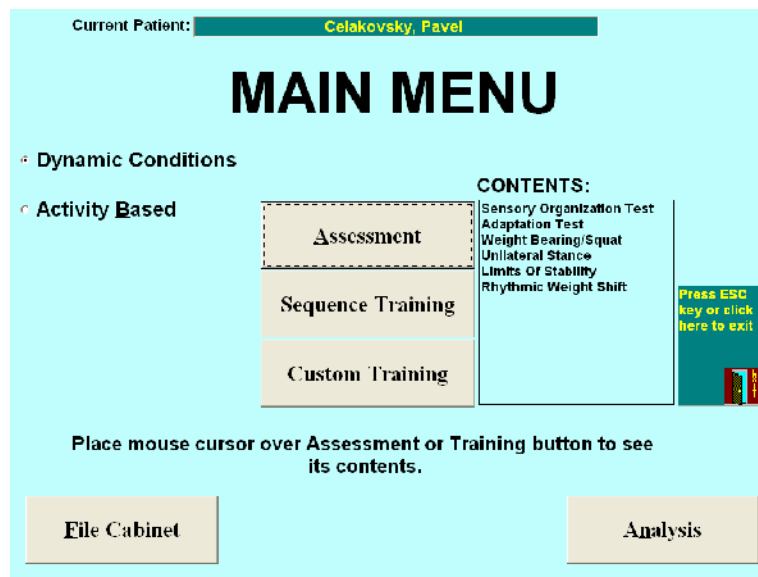 Current Patient: Celakovsky, Pavel
MAIN MENU
Dynamic Conditions
Activity Based
Assessment
Sequence Training
Custom Training
CONTENTS:
Sensory Organization Test
Adaptation Test
Weight Bearing/Squat
Unilateral Stance
Limits Of Stability
Rhythmic Weight Shift
Press ESC
key or click
here to exit
Place mouse cursor over Assessment or Training button to see
its contents.
File Cabinet
Analysis